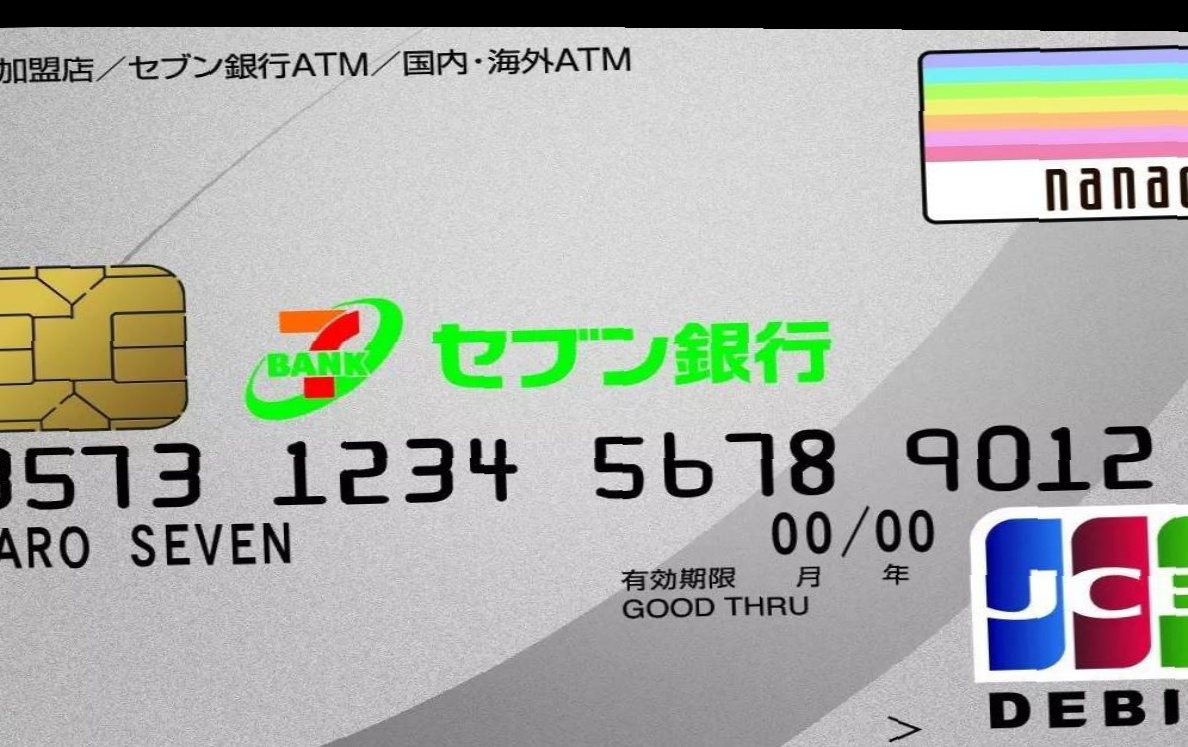 加盟店／セブン銀行ATM／国内・海外ATM
nanac
BANK セブン銀行
3573 1234 5678 9012
ARO SEVEN
00/00
有効期限 月 年
GOOD THRU
JCB
DEBI
>